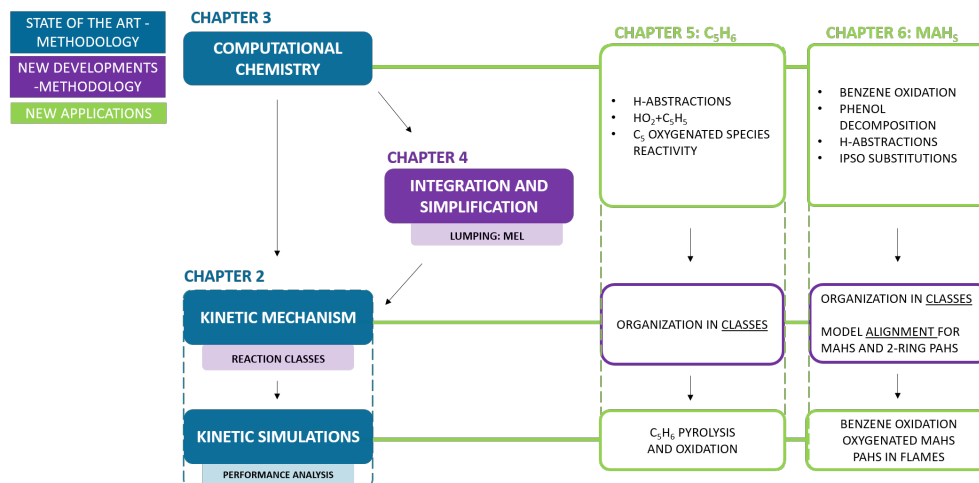 STATE OF THE ART -
METHODOLOGY
NEW DEVELOPMENTS
-METHODOLOGY
NEW APPLICATIONS
CHAPTER 3
COMPUTATIONAL
CHEMISTRY
CHAPTER 4
INTEGRATION AND
SIMPLIFICATION
LUMPING: MEL
CHAPTER 2
KINETIC MECHANISM
REACTION CLASSES
KINETIC SIMULATIONS
PERFORMANCE ANALYSIS
CHAPTER 5: C₅H₆
• H-ABSTRACTIONS
• HO₂+C₅H₅
• C₅ OXYGENATED SPECIES
REACTIVITY
ORGANIZATION IN CLASSES
C₅H₆ PYROLYSIS
AND OXIDATION
CHAPTER 6: MAHS
• BENZENE OXIDATION
• PHENOL
DECOMPOSITION
• H-ABSTRACTIONS
• IPSO SUBSTITUTIONS
ORGANIZATION IN CLASSES
MODEL ALIGNMENT FOR
MAHS AND 2-RING PAHS
BENZENE OXIDATION
OXYGENATED MAHS
PAHS IN FLAMES